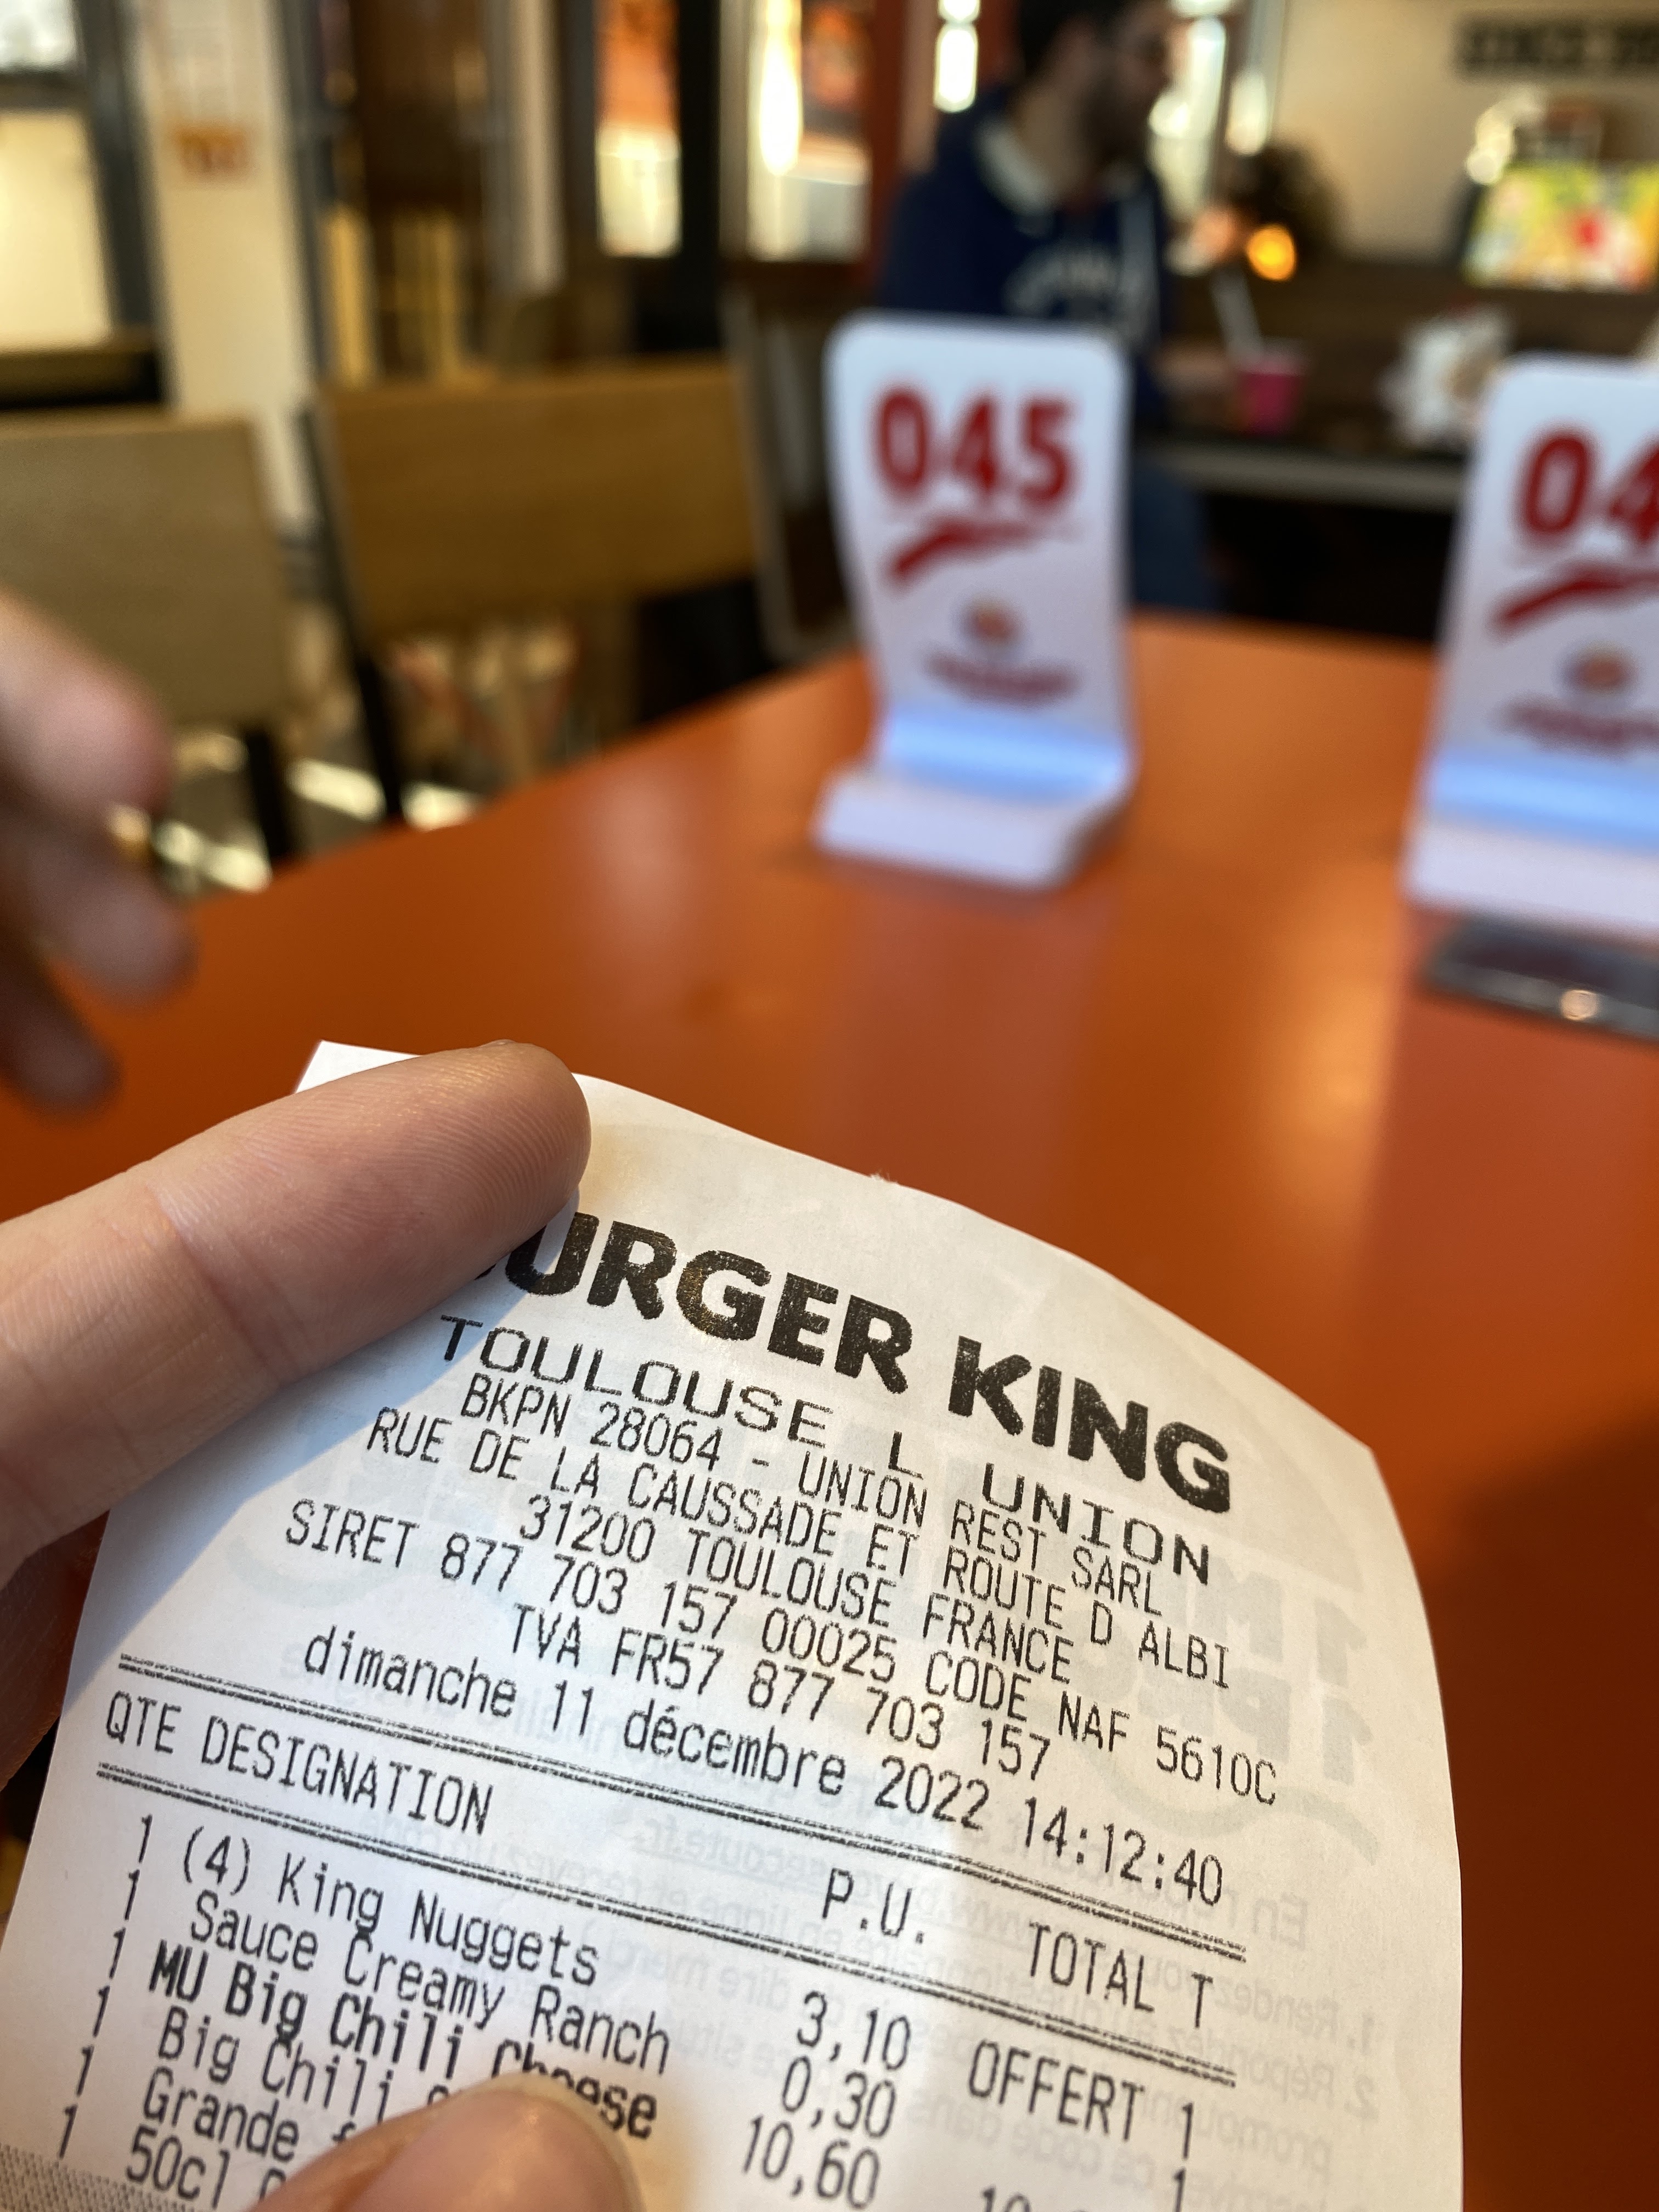 045
04
URGER KING
TOULOUSE L UNION
BKPN 28064 - UNION REST SARL
RUE DE LA CAUSSADE ET ROUTE D ALBI
31200 TOULOUSE FRANCE
SIRET 877 703 157 00025 CODE NAF 5610C
TVA FR57 877 703 157
dimanche 11 décembre 2022 14:12:40
QTE DESIGNATION P.U. TOTAL T
1 (4) King Nuggets 3,10 OFFERT 1
1 Sauce Creamy Ranch 0,30 1
1 MU Big Chili Cheese 10,60 10
1 Big Chili
1 Grande
1 50cl